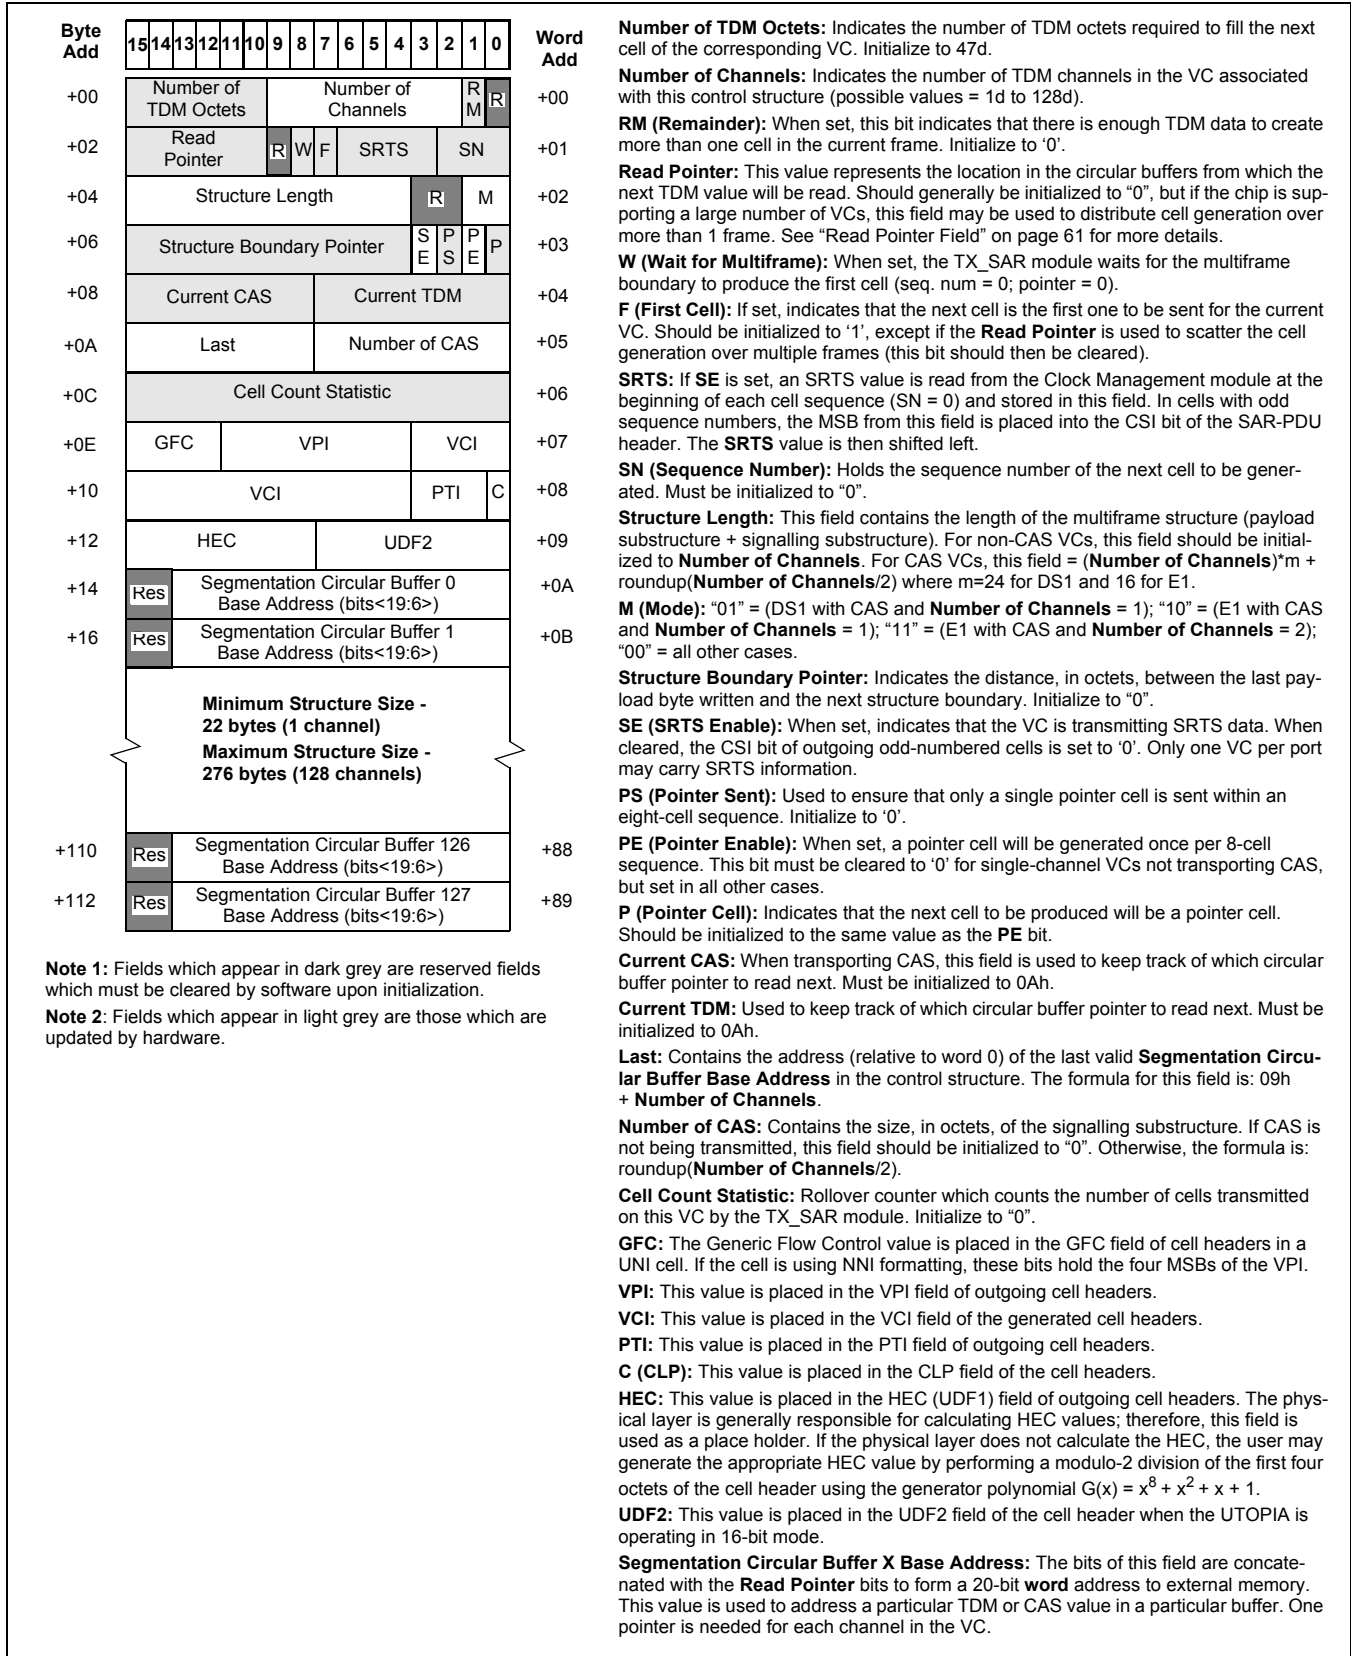 Byte Add
15 14 13 12 11 10 9 8 7 6 5 4 3 2 1 0
Word Add
+00 Number of TDM Octets Number of Channels RM R +00
+02 Read Pointer R W F SRTS SN +01
+04 Structure Length R M +02
+06 Structure Boundary Pointer SE PS PE P +03
+08 Current CAS Current TDM +04
+0A Last Number of CAS +05
+0C Cell Count Statistic +06
+0E GFC VPI VCI +07
+10 VCI PTI C +08
+12 HEC UDF2 +09
+14 Res Segmentation Circular Buffer 0 Base Address (bits<19:6>) +0A
+16 Res Segmentation Circular Buffer 1 Base Address (bits<19:6>) +0B
Minimum Structure Size -
22 bytes (1 channel)
Maximum Structure Size -
276 bytes (128 channels)
+110 Res Segmentation Circular Buffer 126 Base Address (bits<19:6>) +88
+112 Res Segmentation Circular Buffer 127 Base Address (bits<19:6>) +89
Note 1: Fields which appear in dark grey are reserved fields
which must be cleared by software upon initialization.
Note 2: Fields which appear in light grey are those which are
updated by hardware.
Number of TDM Octets: Indicates the number of TDM octets required to fill the next
cell of the corresponding VC. Initialize to 47d.
Number of Channels: Indicates the number of TDM channels in the VC associated
with this control structure (possible values = 1d to 128d).
RM (Remainder): When set, this bit indicates that there is enough TDM data to create
more than one cell in the current frame. Initialize to ‘0’.
Read Pointer: This value represents the location in the circular buffers from which the
next TDM value will be read. Should generally be initialized to “0”, but if the chip is sup-
porting a large number of VCs, this field may be used to distribute cell generation over
more than 1 frame. See “Read Pointer Field” on page 61 for more details.
W (Wait for Multiframe): When set, the TX_SAR module waits for the multiframe
boundary to produce the first cell (seq. num = 0; pointer = 0).
F (First Cell): If set, indicates that the next cell is the first one to be sent for the current
VC. Should be initialized to ‘1’, except if the Read Pointer is used to scatter the cell
generation over multiple frames (this bit should then be cleared).
SRTS: If SE is set, an SRTS value is read from the Clock Management module at the
beginning of each cell sequence (SN = 0) and stored in this field. In cells with odd
sequence numbers, the MSB from this field is placed into the CSI bit of the SAR-PDU
header. The SRTS value is then shifted left.
SN (Sequence Number): Holds the sequence number of the next cell to be gener-
ated. Must be initialized to “0”.
Structure Length: This field contains the length of the multiframe structure (payload
substructure + signalling substructure). For non-CAS VCs, this field should be initial-
ized to Number of Channels. For CAS VCs, this field = (Number of Channels)*m +
roundup(Number of Channels/2) where m=24 for DS1 and 16 for E1.
M (Mode): “01” = (DS1 with CAS and Number of Channels = 1); “10” = (E1 with CAS
and Number of Channels = 1); “11” = (E1 with CAS and Number of Channels = 2);
“00” = all other cases.
Structure Boundary Pointer: Indicates the distance, in octets, between the last pay-
load byte written and the next structure boundary. Initialize to “0”.
SE (SRTS Enable): When set, indicates that the VC is transmitting SRTS data. When
cleared, the CSI bit of outgoing odd-numbered cells is set to ‘0’. Only one VC per port
may carry SRTS information.
PS (Pointer Sent): Used to ensure that only a single pointer cell is sent within an
eight-cell sequence. Initialize to ‘0’.
PE (Pointer Enable): When set, a pointer cell will be generated once per 8-cell
sequence. This bit must be cleared to ‘0’ for single-channel VCs not transporting CAS,
but set in all other cases.
P (Pointer Cell): Indicates that the next cell to be produced will be a pointer cell.
Should be initialized to the same value as the PE bit.
Current CAS: When transporting CAS, this field is used to keep track of which circular
buffer pointer to read next. Must be initialized to 0Ah.
Current TDM: Used to keep track of which circular buffer pointer to read next. Must be
initialized to 0Ah.
Last: Contains the address (relative to word 0) of the last valid Segmentation Circu-
lar Buffer Base Address in the control structure. The formula for this field is: 09h
+ Number of Channels.
Number of CAS: Contains the size, in octets, of the signalling substructure. If CAS is
not being transmitted, this field should be initialized to “0”. Otherwise, the formula is:
roundup(Number of Channels/2).
Cell Count Statistic: Rollover counter which counts the number of cells transmitted
on this VC by the TX_SAR module. Initialize to “0”.
GFC: The Generic Flow Control value is placed in the GFC field of cell headers in a
UNI cell. If the cell is using NNI formatting, these bits hold the four MSBs of the VPI.
VPI: This value is placed in the VPI field of outgoing cell headers.
VCI: This value is placed in the VCI field of the generated cell headers.
PTI: This value is placed in the PTI field of outgoing cell headers.
C (CLP): This value is placed in the CLP field of the cell headers.
HEC: This value is placed in the HEC (UDF1) field of outgoing cell headers. The phys-
ical layer is generally responsible for calculating HEC values; therefore, this field is
used as a place holder. If the physical layer does not calculate the HEC, the user may
generate the appropriate HEC value by performing a modulo-2 division of the first four
octets of the cell header using the generator polynomial G(x) = x⁸ + x² + x + 1.
UDF2: This value is placed in the UDF2 field of the cell header when the UTOPIA is
operating in 16-bit mode.
Segmentation Circular Buffer X Base Address: The bits of this field are concate-
nated with the Read Pointer bits to form a 20-bit word address to external memory.
This value is used to address a particular TDM or CAS value in a particular buffer. One
pointer is needed for each channel in the VC.